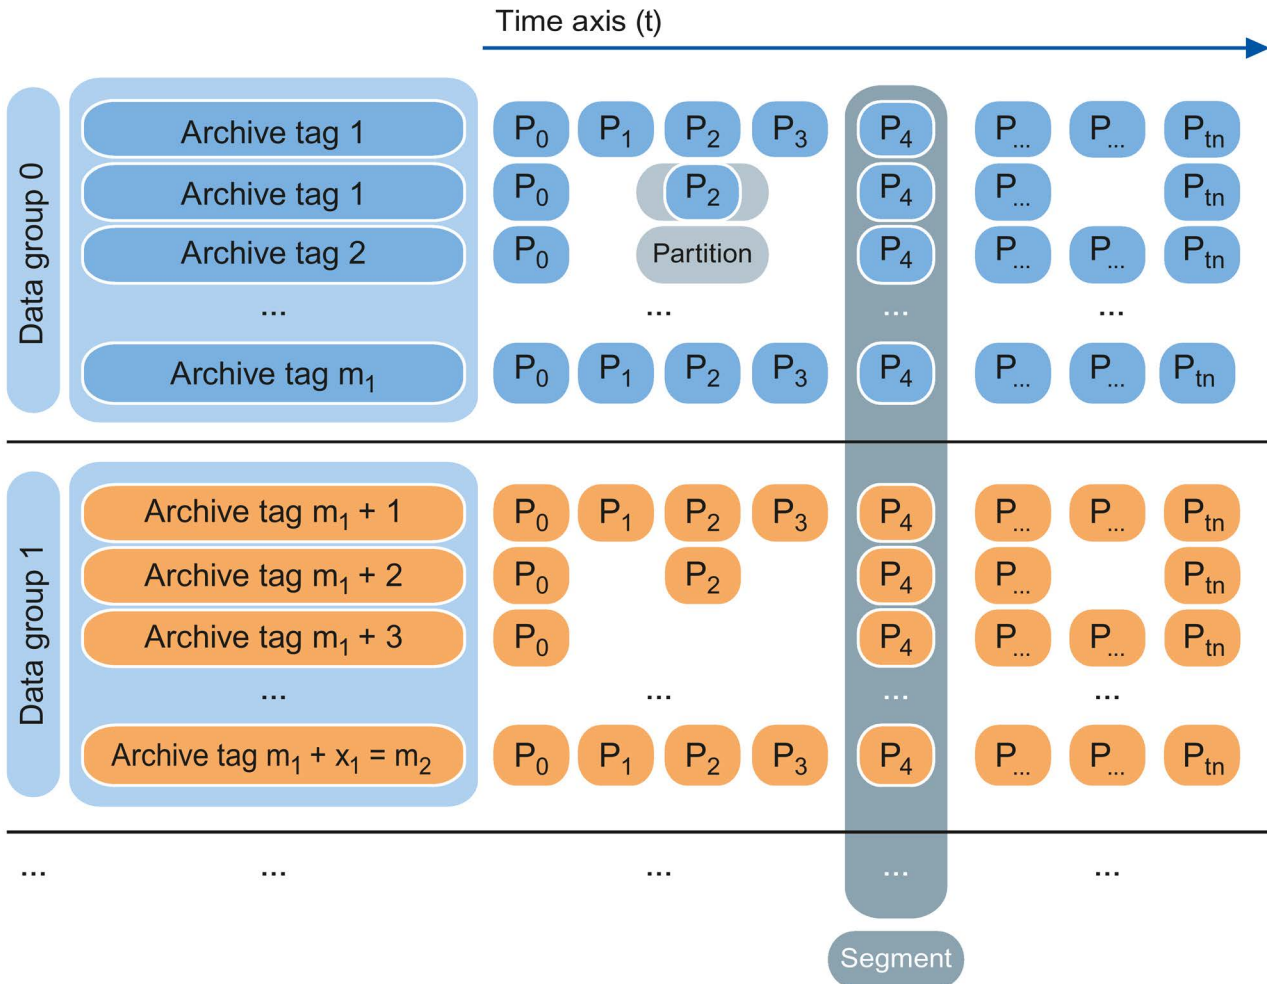 Time axis (t)
Data group 0
Archive tag 1 P0 P1 P2 P3 P4 P... P... Ptn
Archive tag 1 P0 P2 P4 P... Ptn
Archive tag 2 P0 Partition P4 P... P... Ptn
... ... ... ...
Archive tag m1 P0 P1 P2 P3 P4 P... P... Ptn
Data group 1
Archive tag m1 + 1 P0 P1 P2 P3 P4 P... P... Ptn
Archive tag m1 + 2 P0 P2 P4 P... Ptn
Archive tag m1 + 3 P0 P4 P... P... Ptn
... ... ... ...
Archive tag m1 + x1 = m2 P0 P1 P2 P3 P4 P... P... Ptn
... ... ... ... ...
Segment